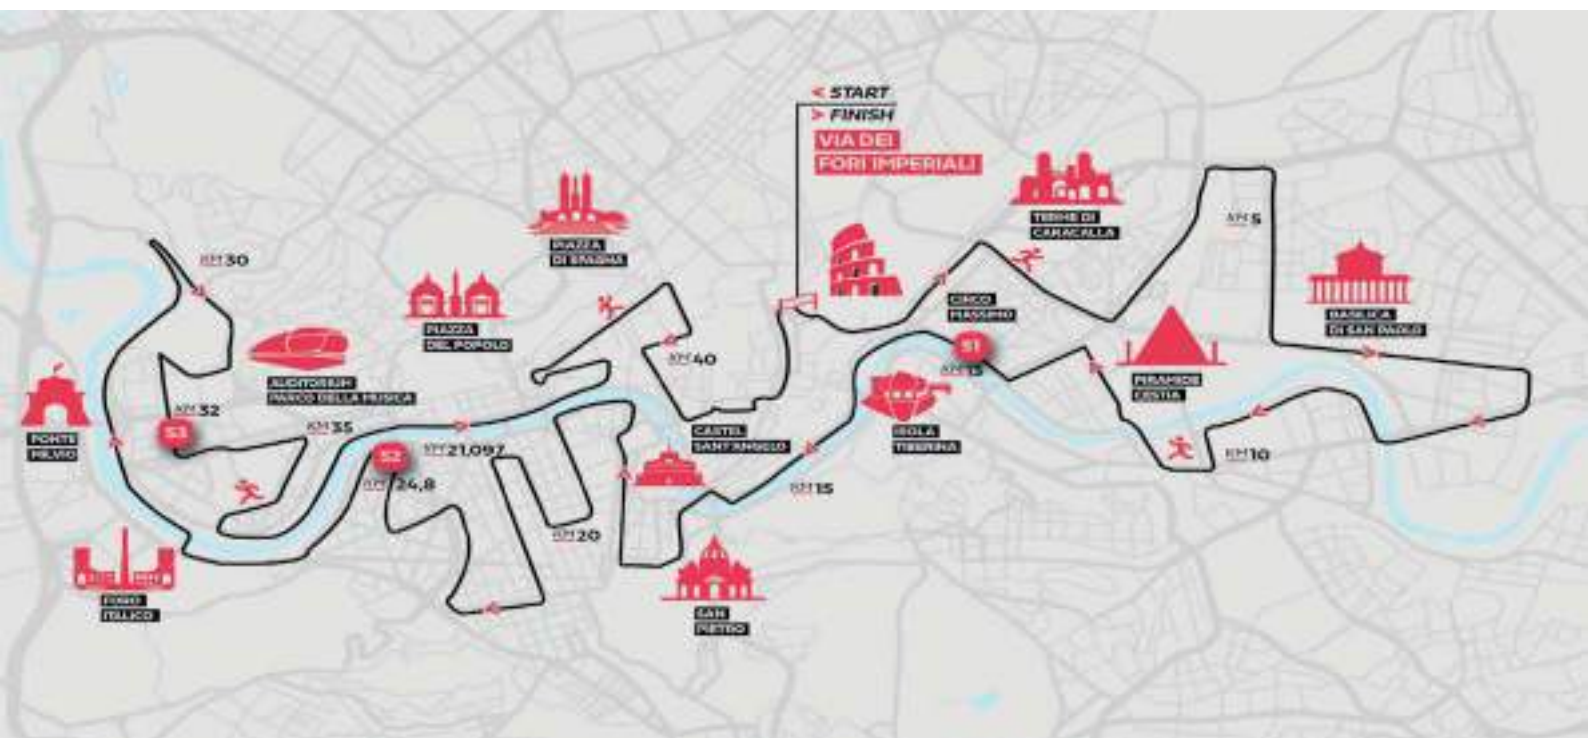 < START
> FINISH
VIA DEI
FORI IMPERIALI
TERME DI
CARACALLA
KM 5
PIAZZA
DI SPAGNA
KM 30
BASILICA
DI SAN PAOLO
CIRCO
MASSIMO
PIAZZA
DEL POPOLO
S1
KM 13
KM 40
AUDITORIUM
PARCO DELLA MUSICA
PIRAMIDE
CESTIA
KM 32
S3
KM 35
PONTE
MILVIO
CASTEL
SANT'ANGELO
ISOLA
TIBERINA
KM 21,097
S2
KM 24,8
KM 10
KM 15
KM 20
FORO
ITALICO
SAN
PIETRO